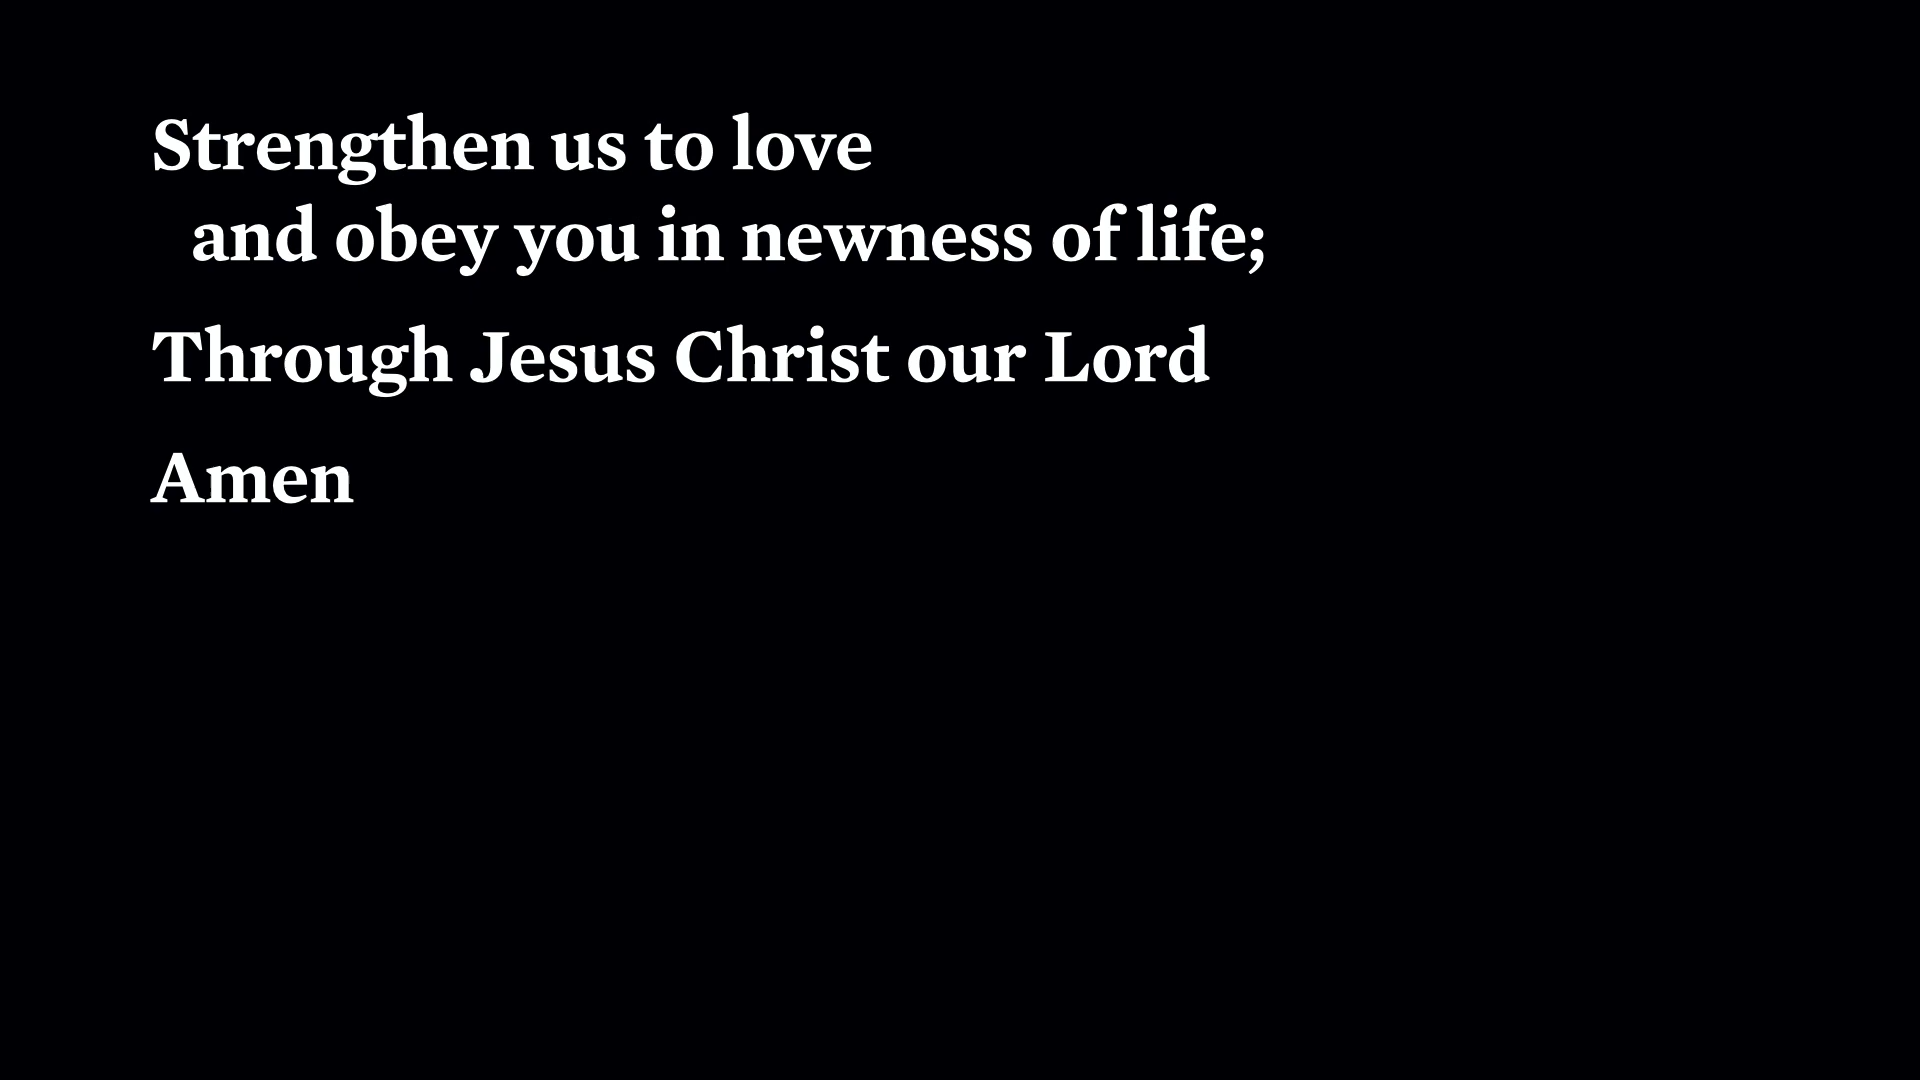 Strengthen us to love
and obey you in newness of life;
Through Jesus Christ our Lord
Amen